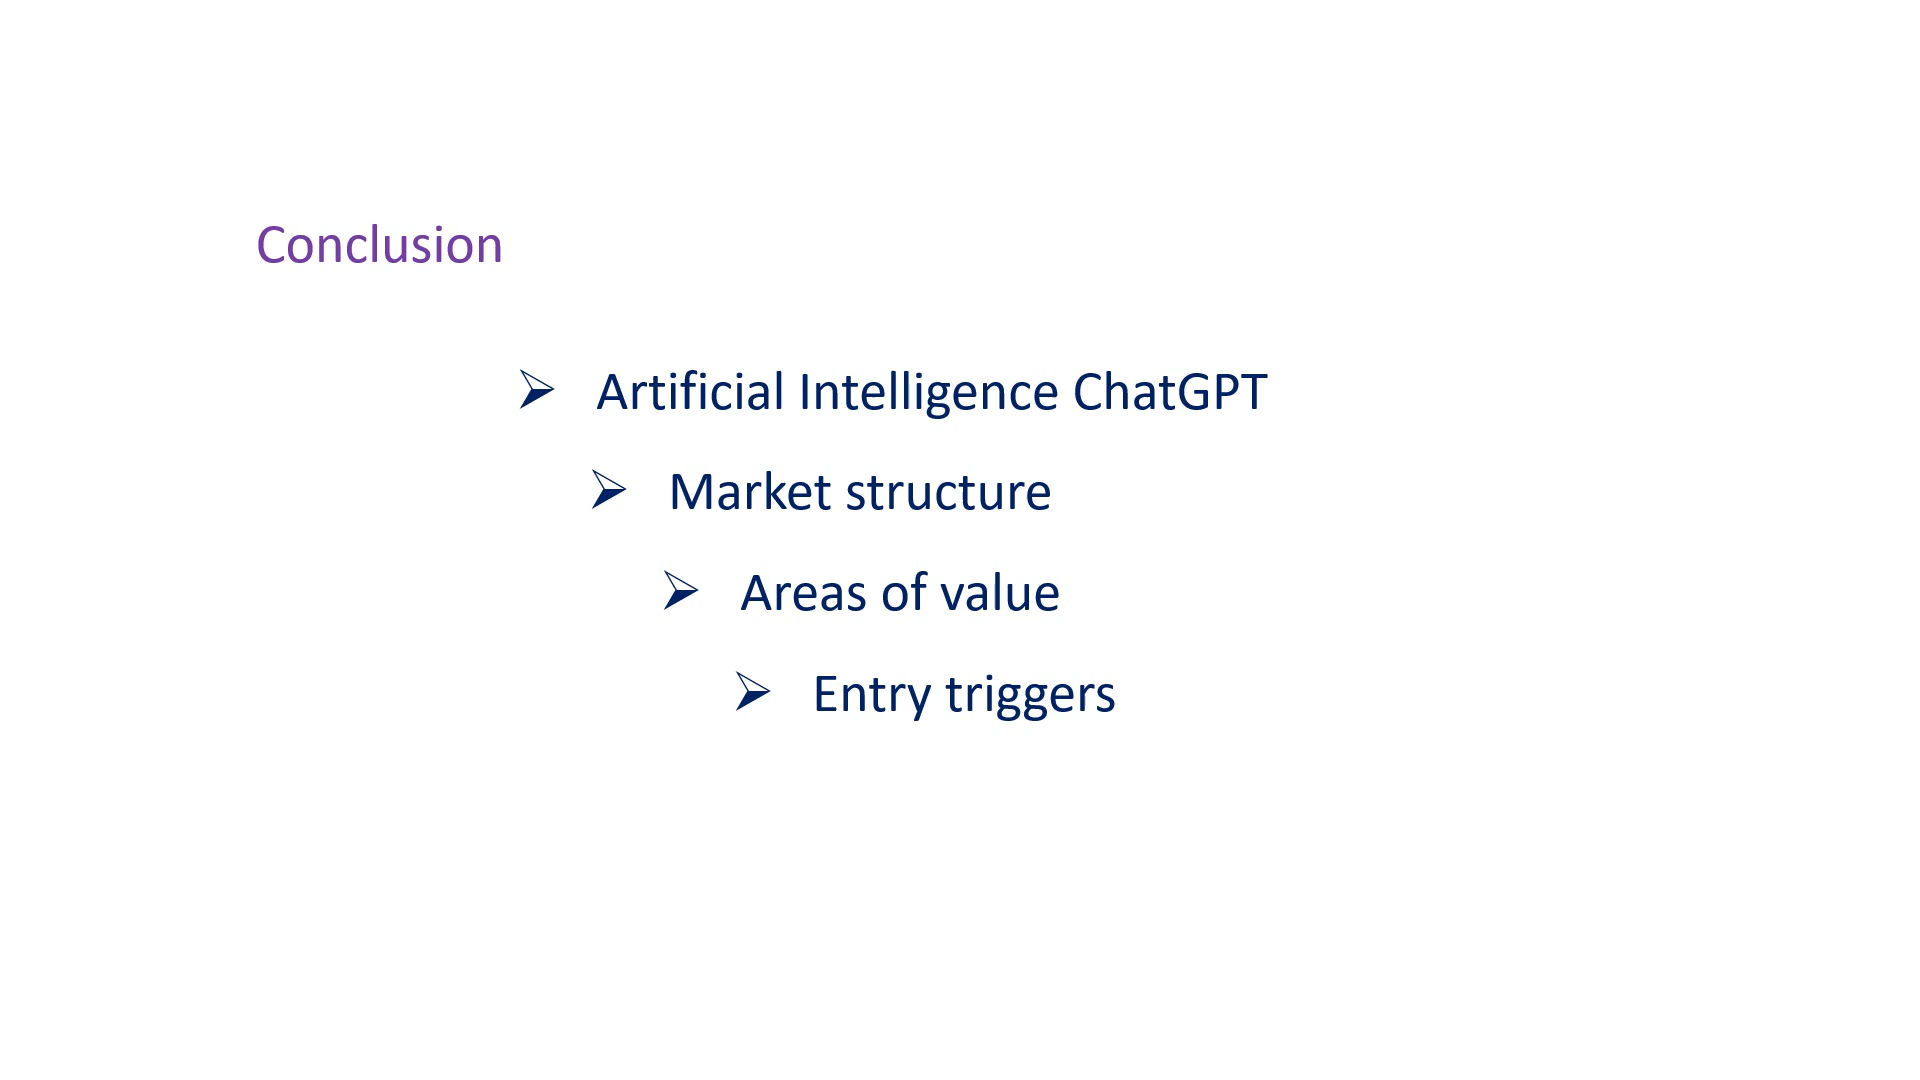 Conclusion
Artificial Intelligence ChatGPT
Market structure
Areas of value
Entry triggers